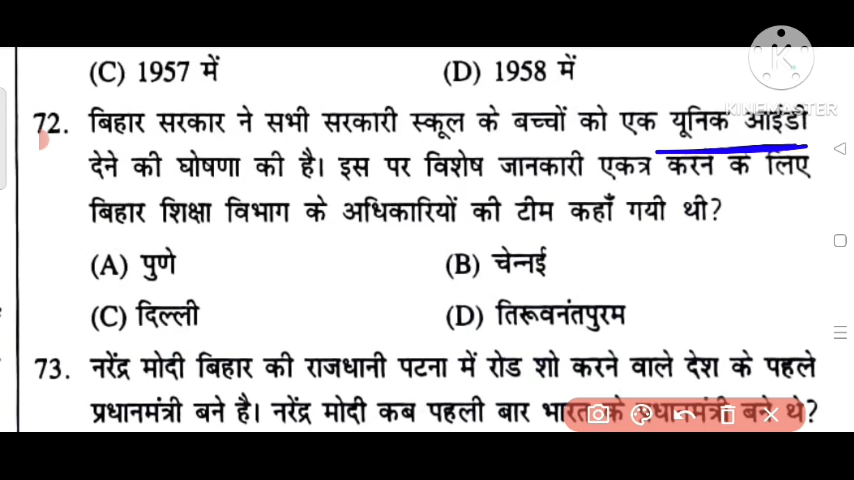 KINEMASTER
(C) 1957 में (D) 1958 में
72. बिहार सरकार ने सभी सरकारी स्कूल के बच्चों को एक यूनिक आईडी
देने की घोषणा की है। इस पर विशेष जानकारी एकत्र करने के लिए
बिहार शिक्षा विभाग के अधिकारियों की टीम कहाँ गयी थी?
(A) पुणे (B) चेन्नई
(C) दिल्ली (D) तिरूवनंतपुरम
73. नरेंद्र मोदी बिहार की राजधानी पटना में रोड शो करने वाले देश के पहले
प्रधानमंत्री बने है। नरेंद्र मोदी कब पहली बार भारत के प्रधानमंत्री बने थे?